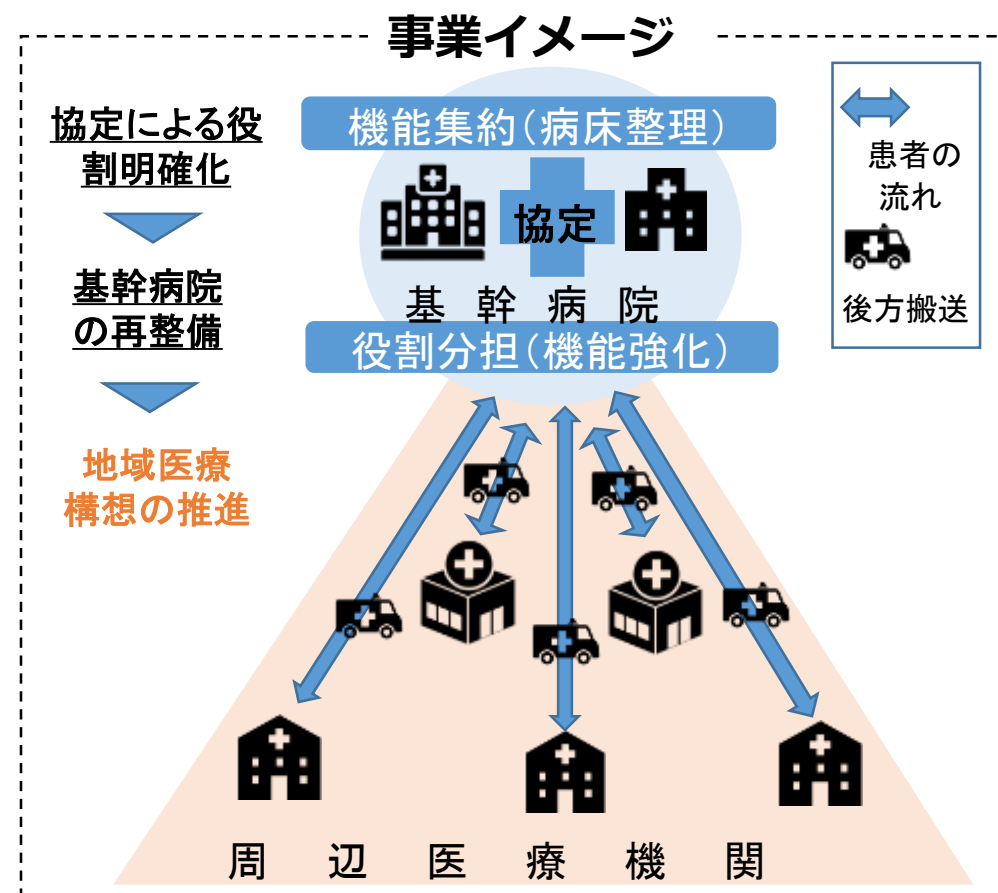 事業イメージ
協定による役
割明確化
基幹病院
の再整備
地域医療
構想の推進
機能集約(病床整理)
協定
基幹病院
役割分担(機能強化)
患者の
流れ
後方搬送
周辺医療機関